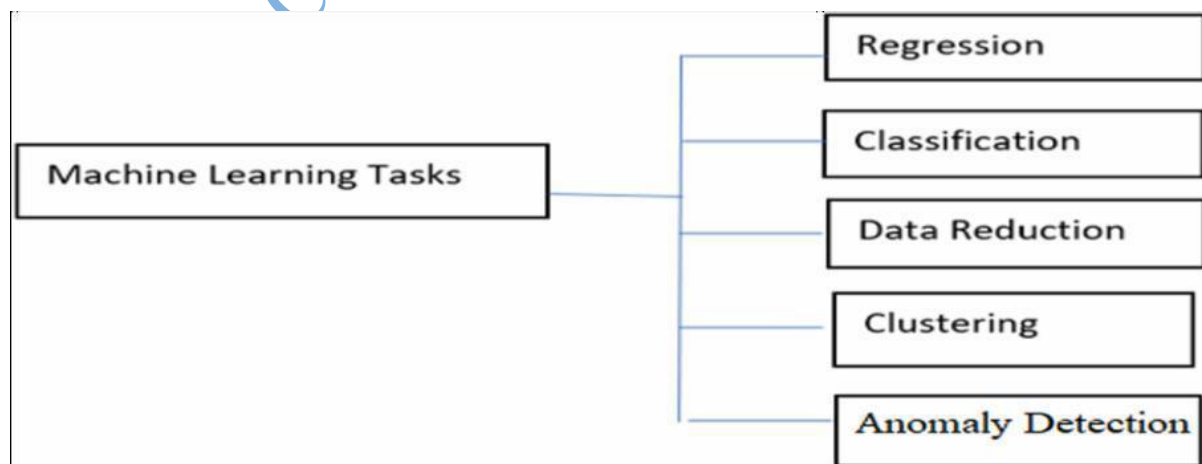 Machine Learning Tasks
Regression
Classification
Data Reduction
Clustering
Anomaly Detection